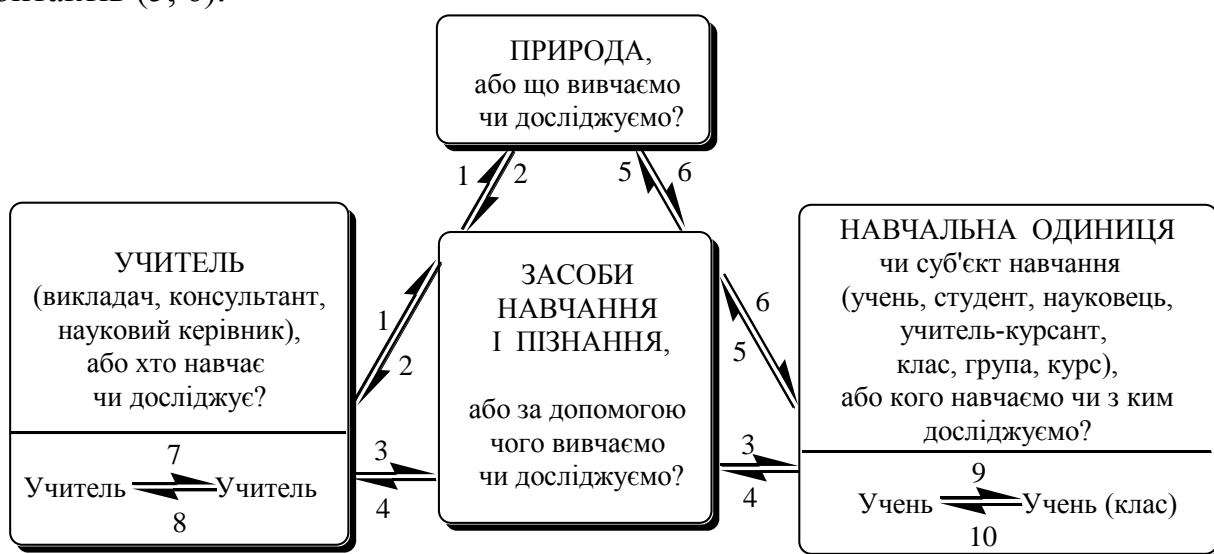 (5, 6).
ПРИРОДА,
або що вивчаємо
чи досліджуємо?
1
2
5
6
УЧИТЕЛЬ
(викладач, консультант,
науковий керівник),
або хто навчає
чи досліджує?
7
Учитель Учитель
8
1
2
3
4
ЗАСОБИ
НАВЧАННЯ
І ПІЗНАННЯ,
або за допомогою
чого вивчаємо
чи досліджуємо?
6
5
3
4
НАВЧАЛЬНА ОДИНИЦЯ
чи суб'єкт навчання
(учень, студент, науковець,
учитель-курсант,
клас, група, курс),
або кого навчаємо чи з ким
досліджуємо?
9
Учень Учень (клас)
10